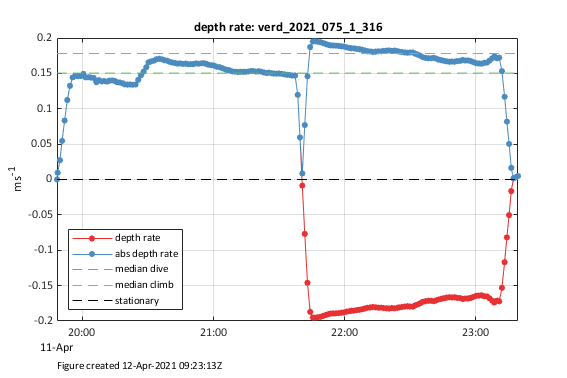 depth rate: verd_2021_075_1_316
0.2
0.15
0.1
0.05
0
-0.05
-0.1
-0.15
-0.2
ms-1
depth rate
abs depth rate
median dive
median climb
stationary
20:00
21:00
22:00
23:00
11-Apr
Figure created 12-Apr-2021 09:23:13Z